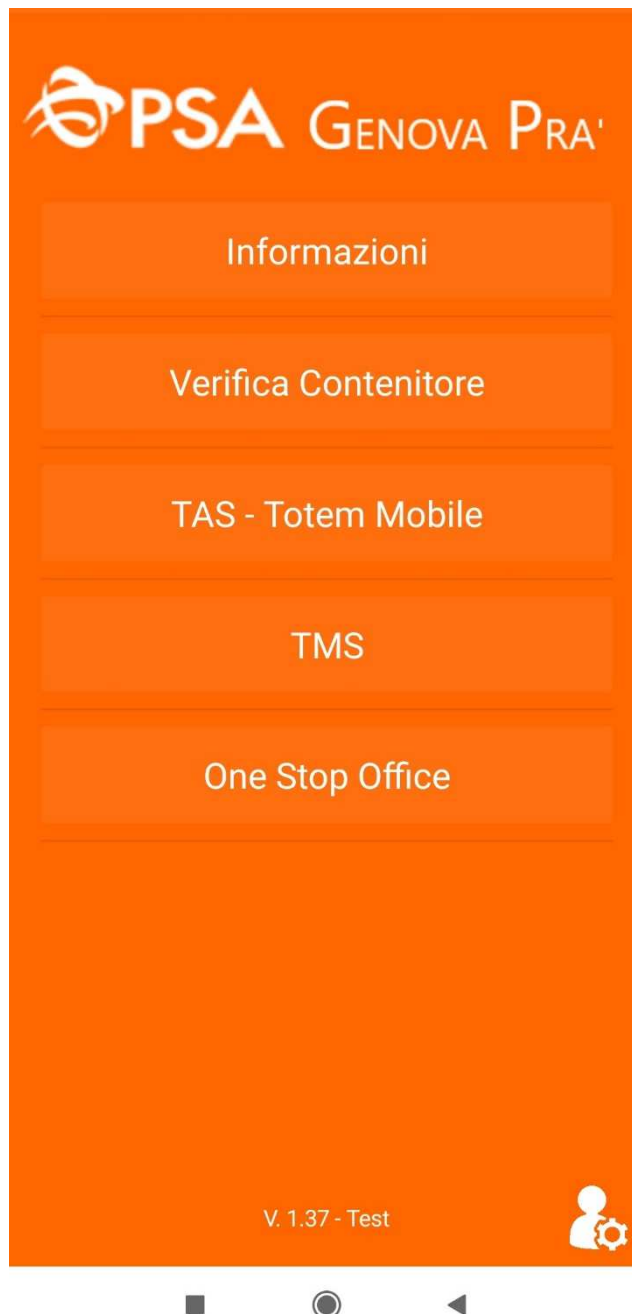 PSA GENOVA PRA'
Informazioni
Verifica Contenitore
TAS - Totem Mobile
TMS
One Stop Office
V. 1.37 - Test